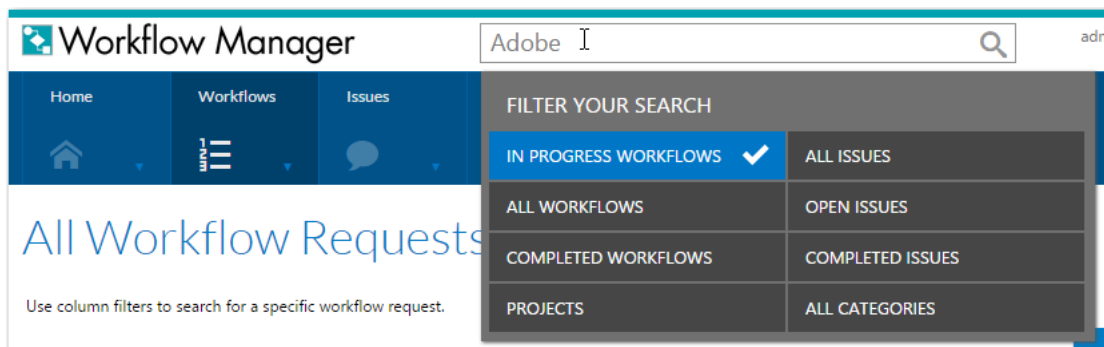 Workflow Manager
Adobe
Home
Workflows
Issues
FILTER YOUR SEARCH
IN PROGRESS WORKFLOWS
ALL ISSUES
ALL WORKFLOWS
OPEN ISSUES
COMPLETED WORKFLOWS
COMPLETED ISSUES
PROJECTS
ALL CATEGORIES
All Workflow Requests
Use column filters to search for a specific workflow request.